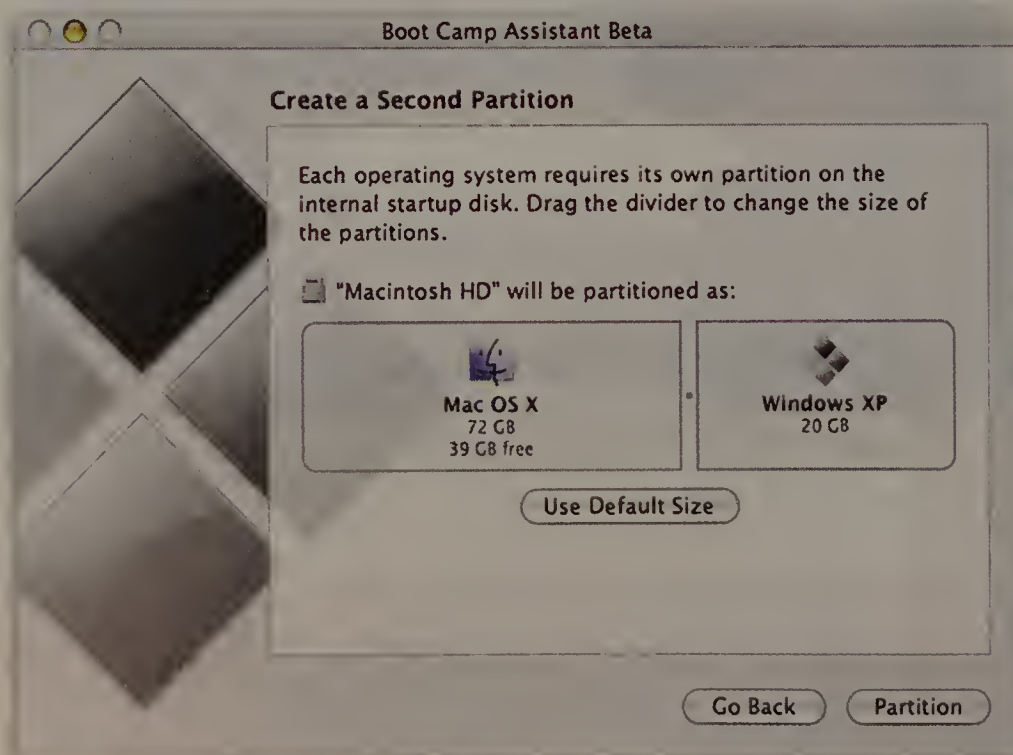 Boot Camp Assistant Beta
Create a Second Partition
Each operating system requires its own partition on the
internal startup disk. Drag the divider to change the size of
the partitions.
"Macintosh HD" will be partitioned as:
Mac OS X
72 GB
39 GB free
Windows XP
20 GB
Use Default Size
Go Back
Partition